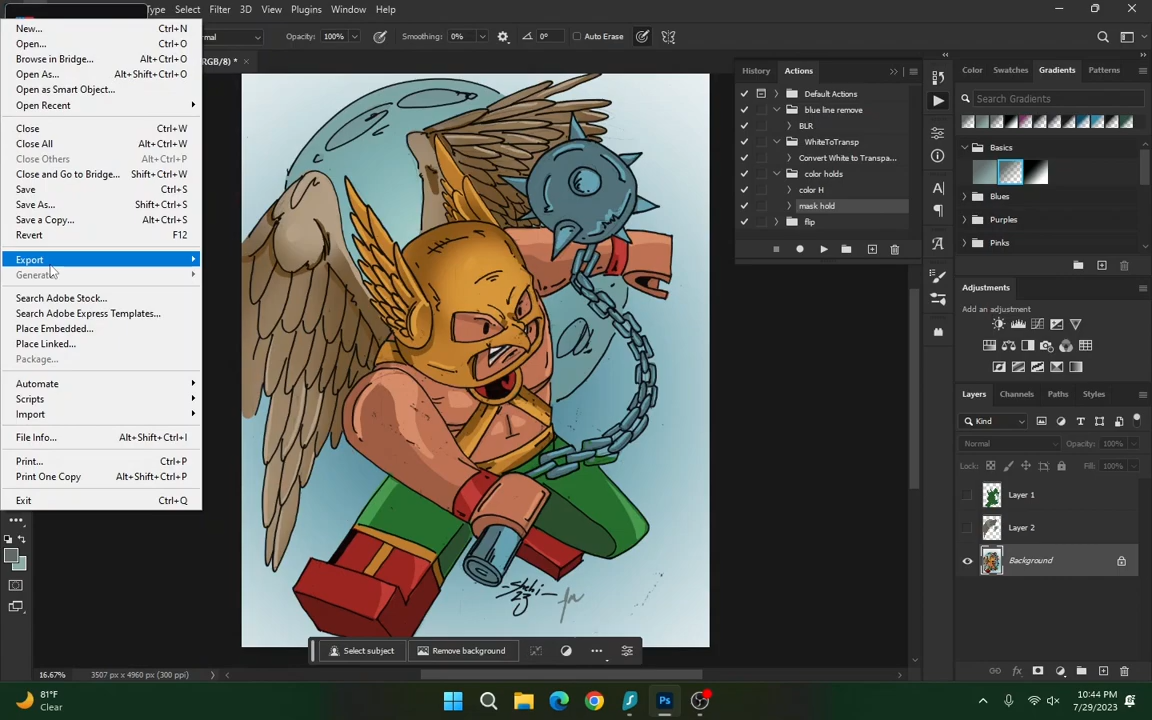 Type Select Filter 3D View Plugins Window Help
rmal Opacity: 100% Smoothing: 0% 0° Auto Erase
RGB/8) *
New... Ctrl+N
Open... Ctrl+O
Browse in Bridge... Alt+Ctrl+O
Open As... Alt+Shift+Ctrl+O
Open as Smart Object...
Open Recent
Close Ctrl+W
Close All Alt+Ctrl+W
Close Others Alt+Ctrl+P
Close and Go to Bridge... Shift+Ctrl+W
Save Ctrl+S
Save As... Shift+Ctrl+S
Save a Copy... Alt+Ctrl+S
Revert F12
Export
Generate
Search Adobe Stock...
Search Adobe Express Templates...
Place Embedded...
Place Linked...
Package...
Automate
Scripts
Import
File Info... Alt+Shift+Ctrl+I
Print... Ctrl+P
Print One Copy Alt+Shift+Ctrl+P
Exit Ctrl+Q
23
Select subject Remove background
16.67% 3507 px x 4960 px (300 ppi)
History Actions
Default Actions
blue line remove
BLR
WhiteToTransp
Convert White to Transpa...
color holds
color H
mask hold
flip
Color Swatches Gradients Patterns
Search Gradients
Basics
Blues
Purples
Pinks
Adjustments
Add an adjustment
Layers Channels Paths Styles
Kind
Normal Opacity: 100%
Lock: Fill: 100%
Layer 1
Layer 2
Background
81°F
Clear
Ps
10:44 PM
7/29/2023